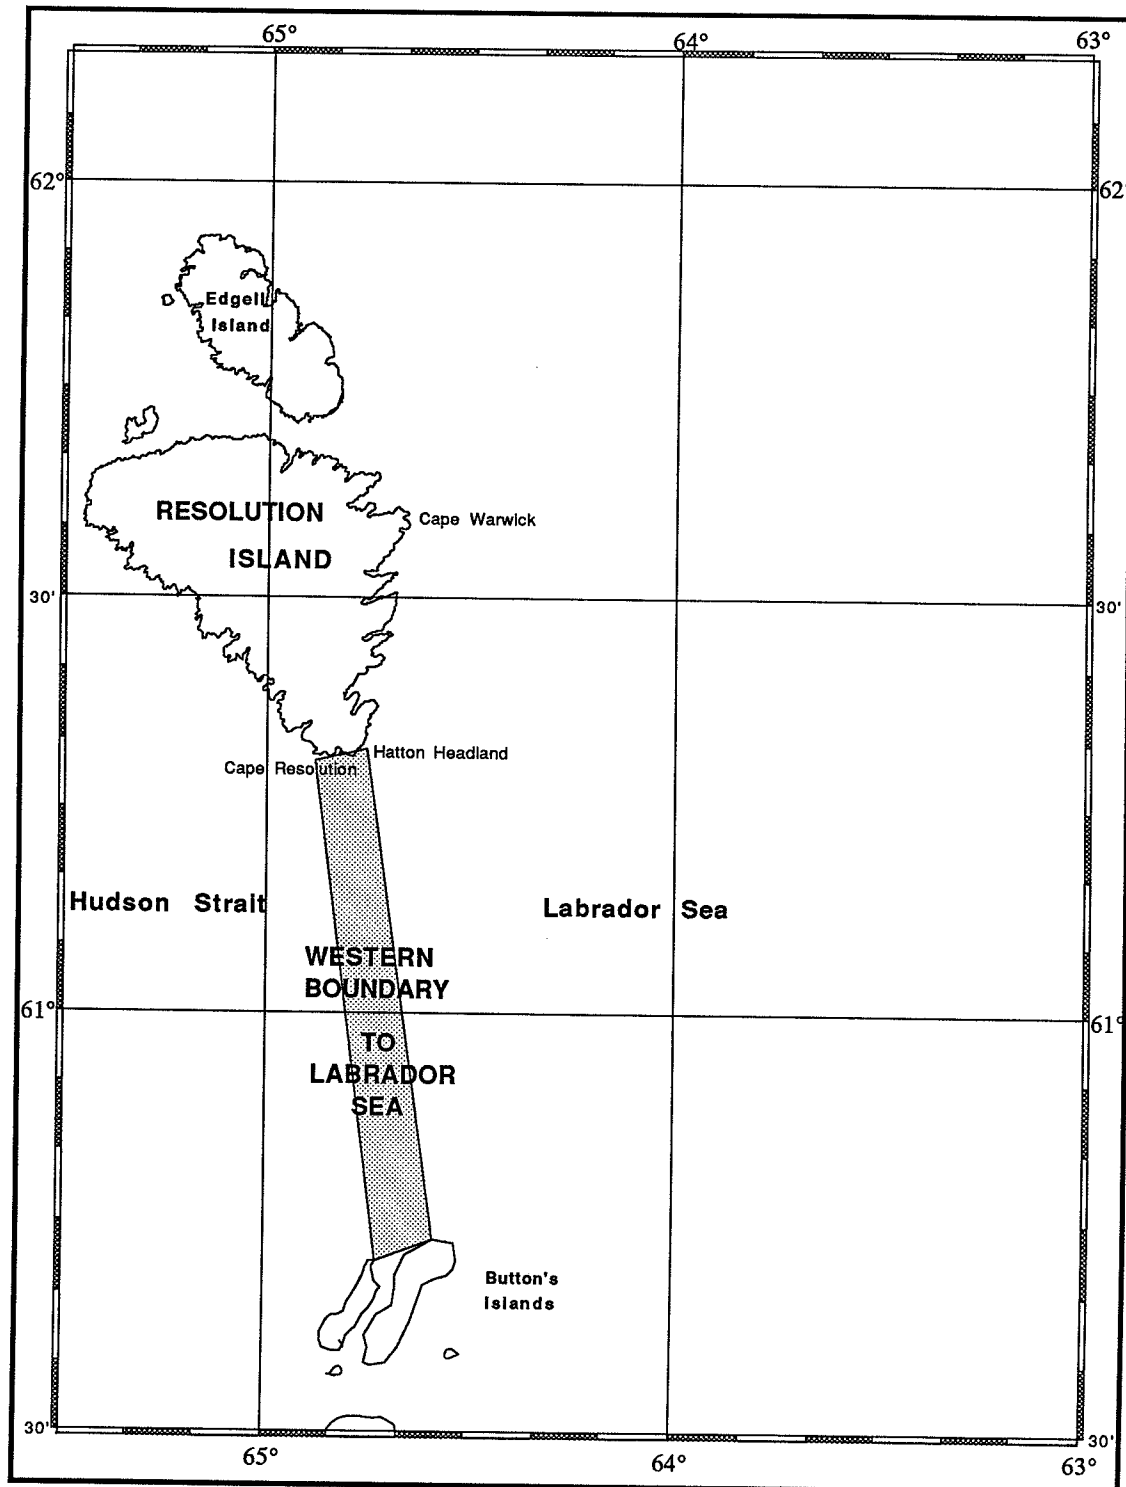 65°
64°
63°
62°
62°
Edgell
Island
RESOLUTION
Cape Warwick
ISLAND
30'
30'
Hatton Headland
Cape Resolution
Hudson Strait
Labrador Sea
WESTERN
BOUNDARY
61°
61°
TO
LABRADOR
SEA
Button's
Islands
30'
30'
65°
64°
63°